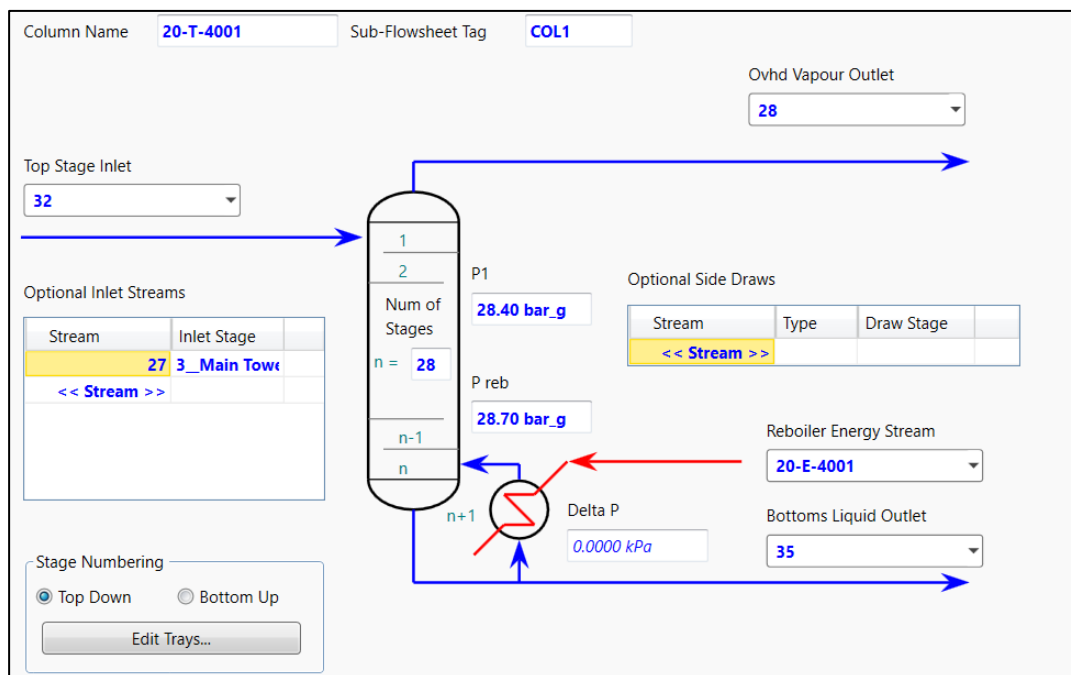 Column Name 20-T-4001 Sub-Flowsheet Tag COL1
Ovhd Vapour Outlet
28
Top Stage Inlet
32
1
2
Num of
Stages
n = 28
n-1
n
n+1
P1
28.40 bar_g
P reb
28.70 bar_g
Delta P
0.0000 kPa
Optional Inlet Streams
Stream Inlet Stage
27 3__Main Towe
<< Stream >>
Optional Side Draws
Stream Type Draw Stage
<< Stream >>
Reboiler Energy Stream
20-E-4001
Bottoms Liquid Outlet
35
Stage Numbering
Top Down Bottom Up
Edit Trays...